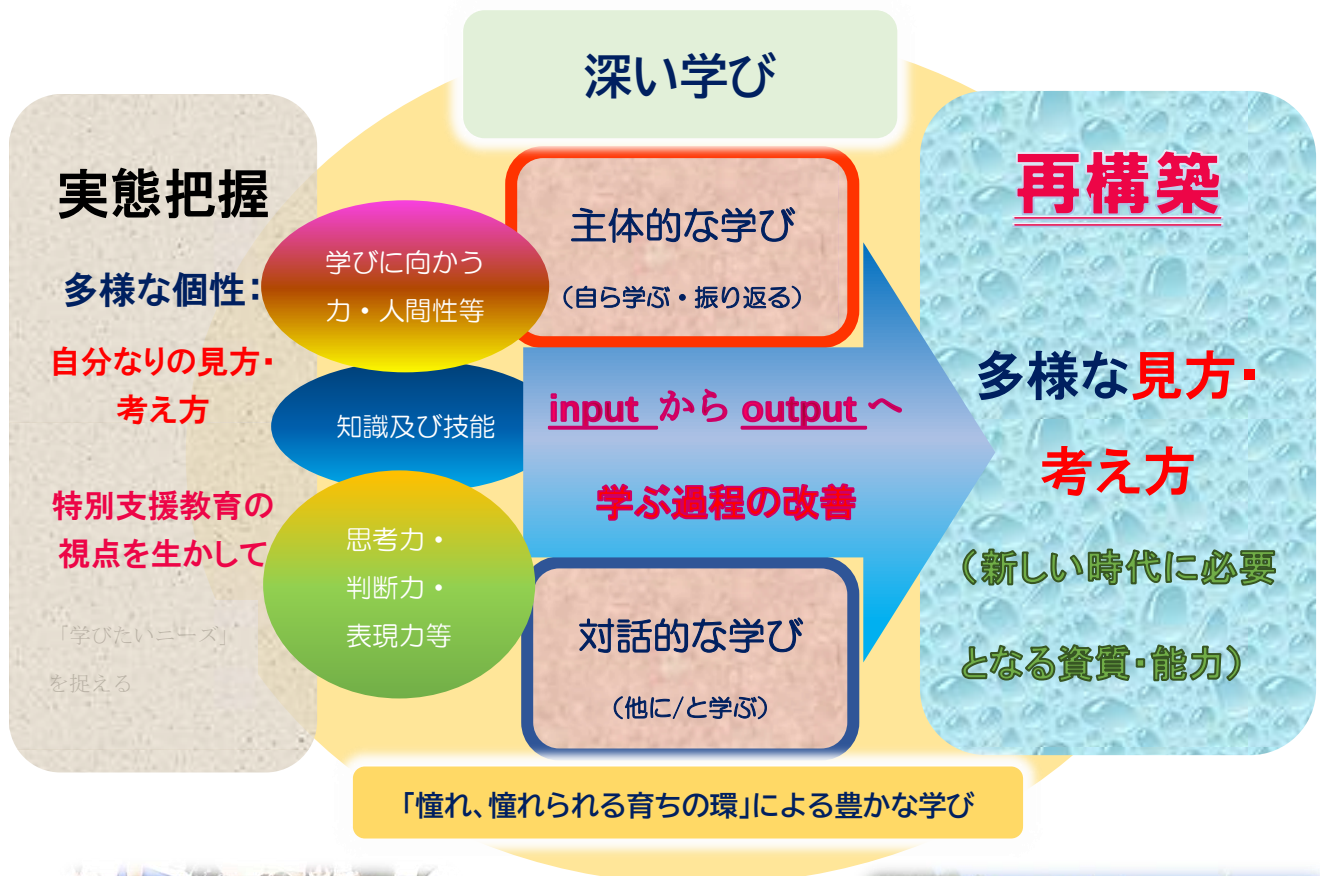 深い学び
実態把握
多様な個性：
自分なりの見方・
考え方
特別支援教育の
視点を生かして
「学びたいニーズ」
を捉える
学びに向かう
力・人間性等
知識及び技能
思考力・
判断力・
表現力等
主体的な学び
（自ら学ぶ・振り返る）
input から output へ
学ぶ過程の改善
対話的な学び
（他に/と学ぶ）
再構築
多様な見方・
考え方
（新しい時代に必要
となる資質・能力）
「憧れ、憧れられる育ちの環」による豊かな学び